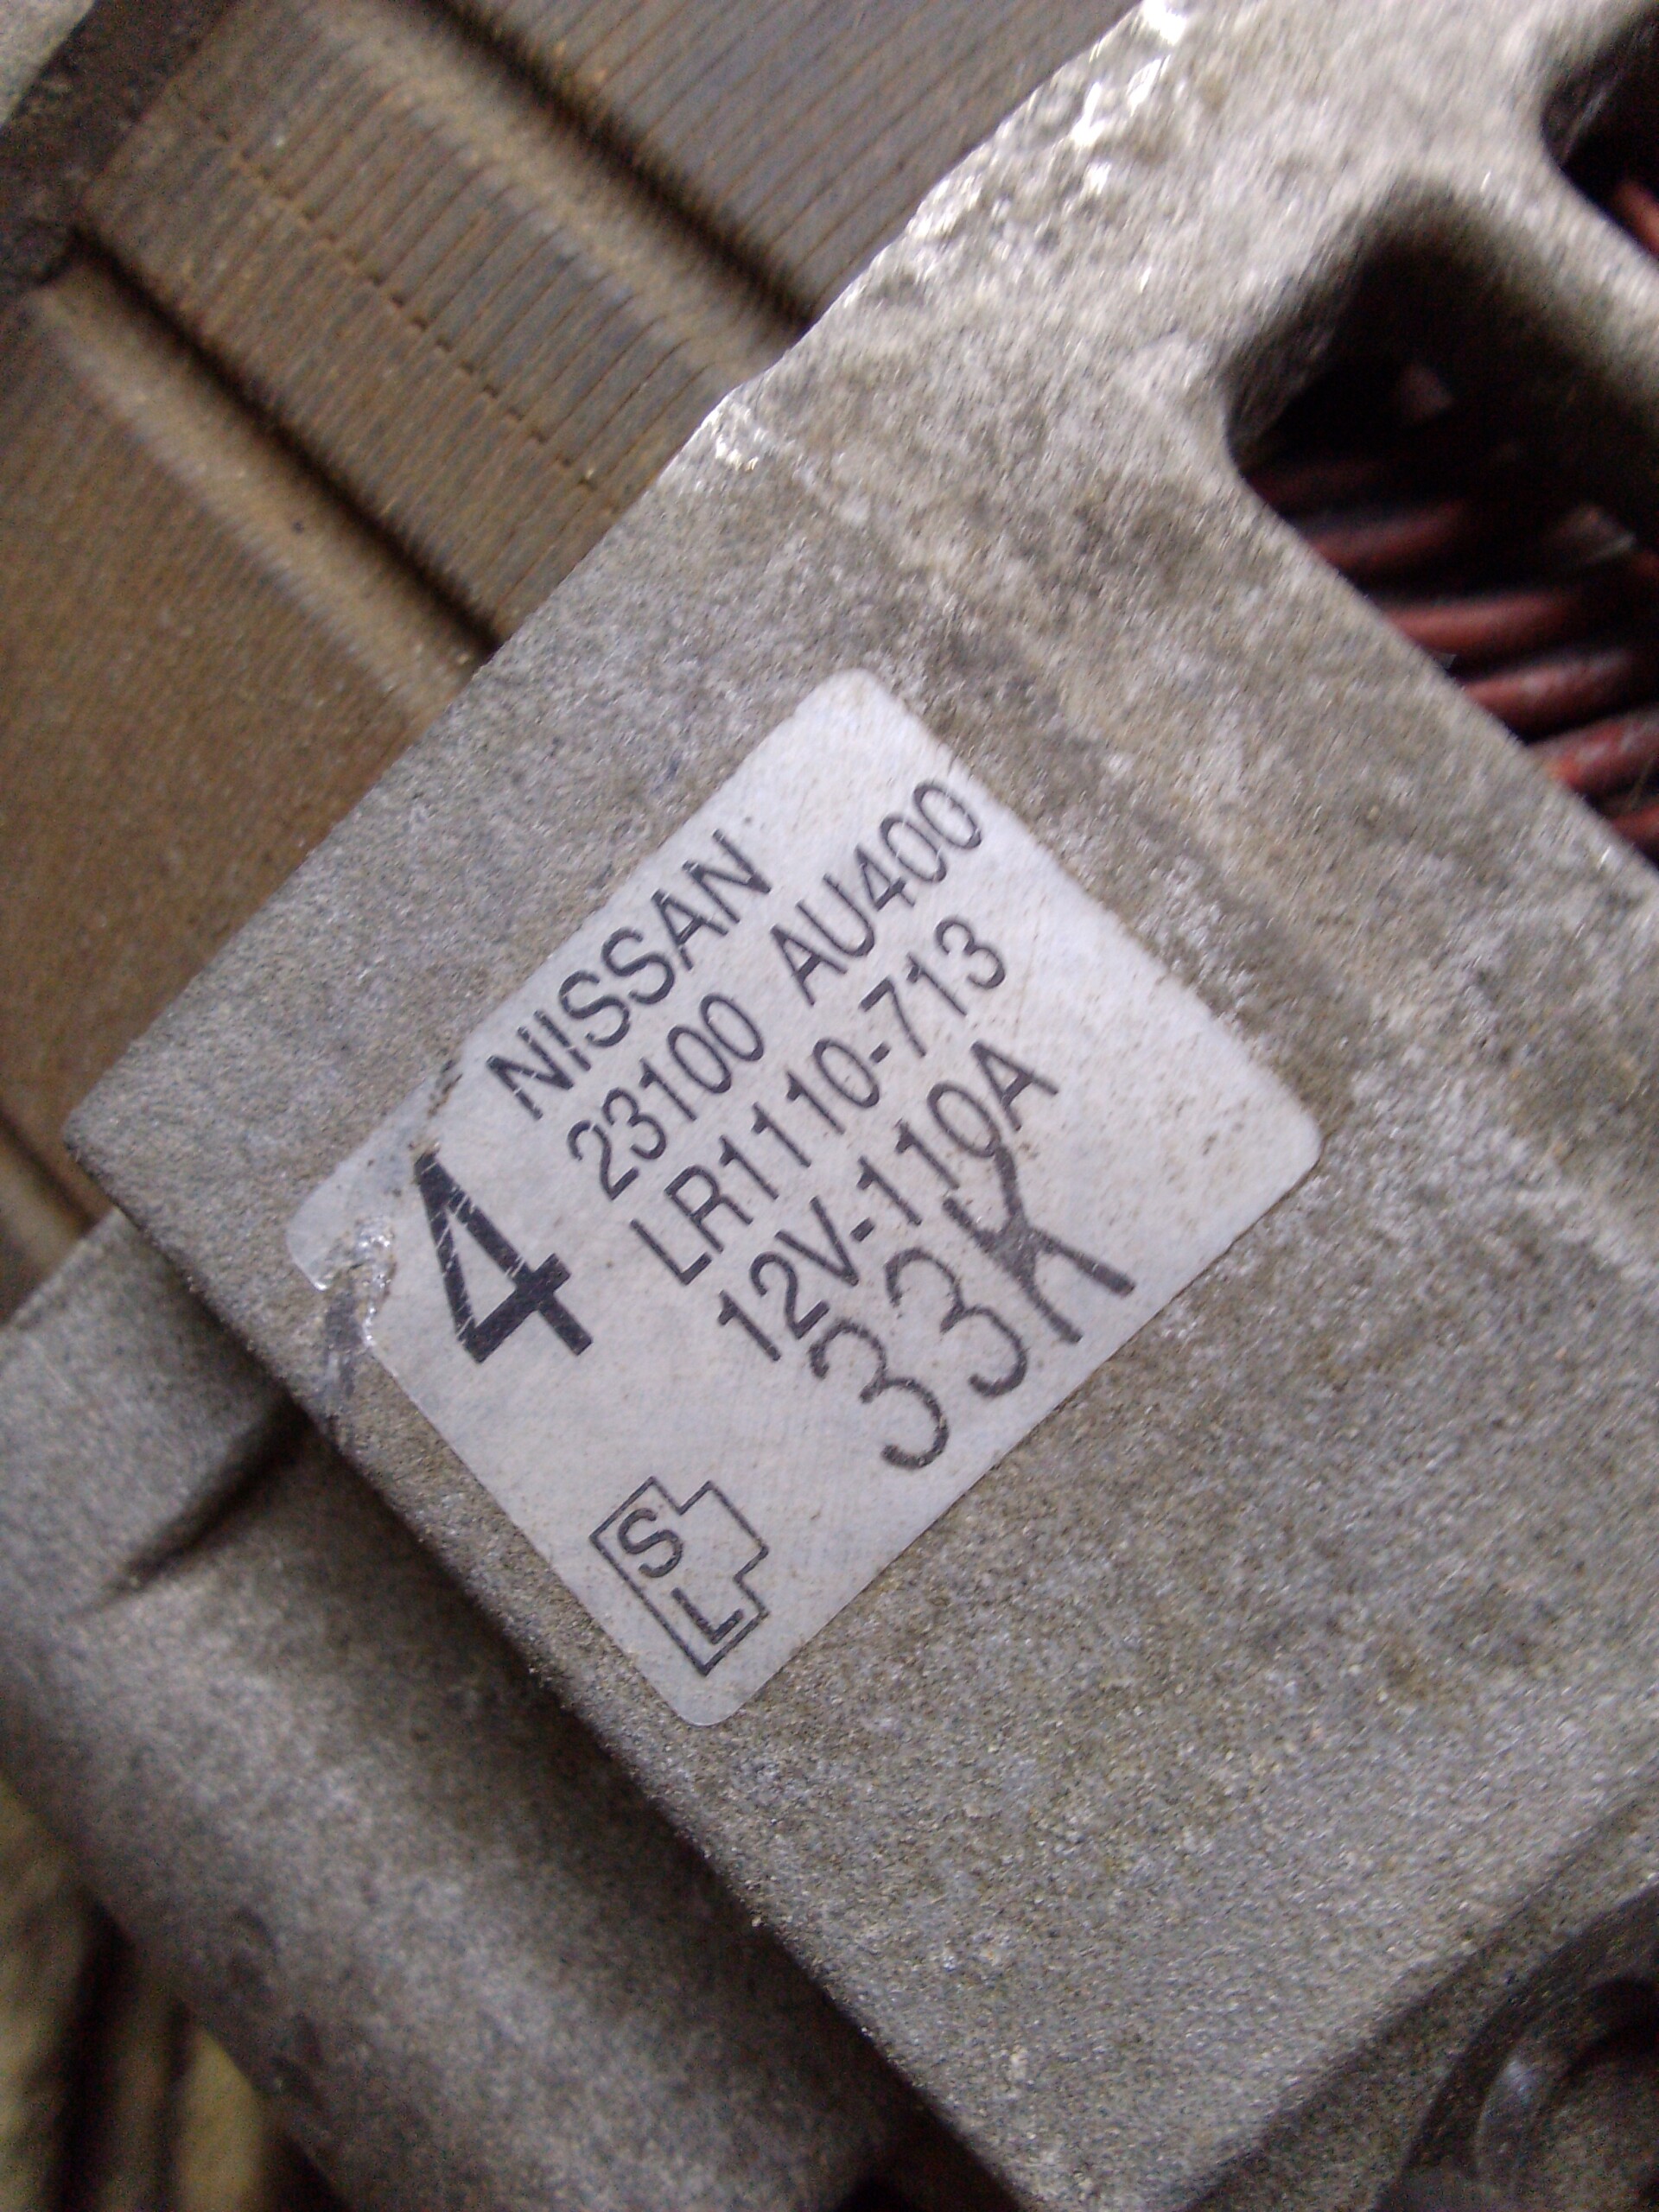 NISSAN
23100 AU400
LR1110-713
12V-110A
33K
4
S
L